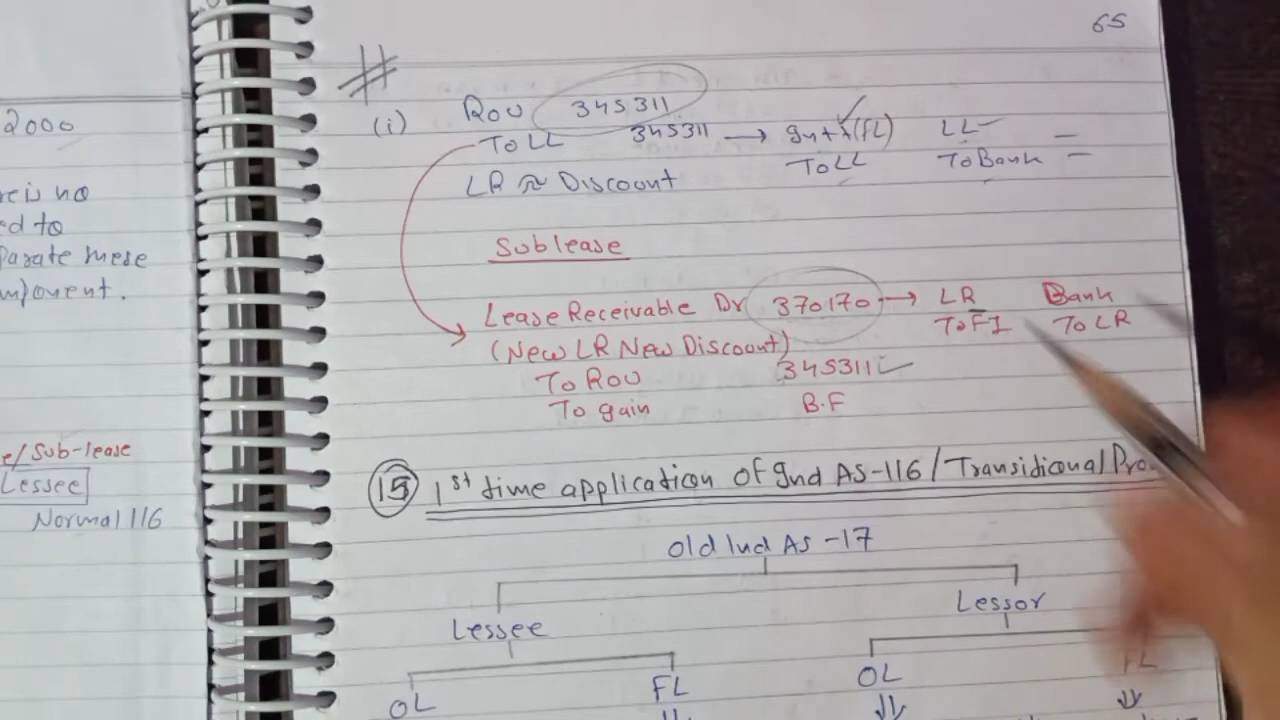 65
2000
re is no
ed to
parate these
mponent.
e/Sub-lease
Lessee
Normal 116
#
(i) ROU 345311
To LL 345311 → Int (FL) LL
To LL To Bank
LR ≈ Discount
Sublease
Lease Receivable Dr 370170 → LR Bank
(New LR New Discount) To FI To LR
To ROU 345311
To gain B.F
15 1st time application of Ind AS-116 / Transidional Pro
Old Ind AS-17
Lessee Lessor
OL FL OL FL